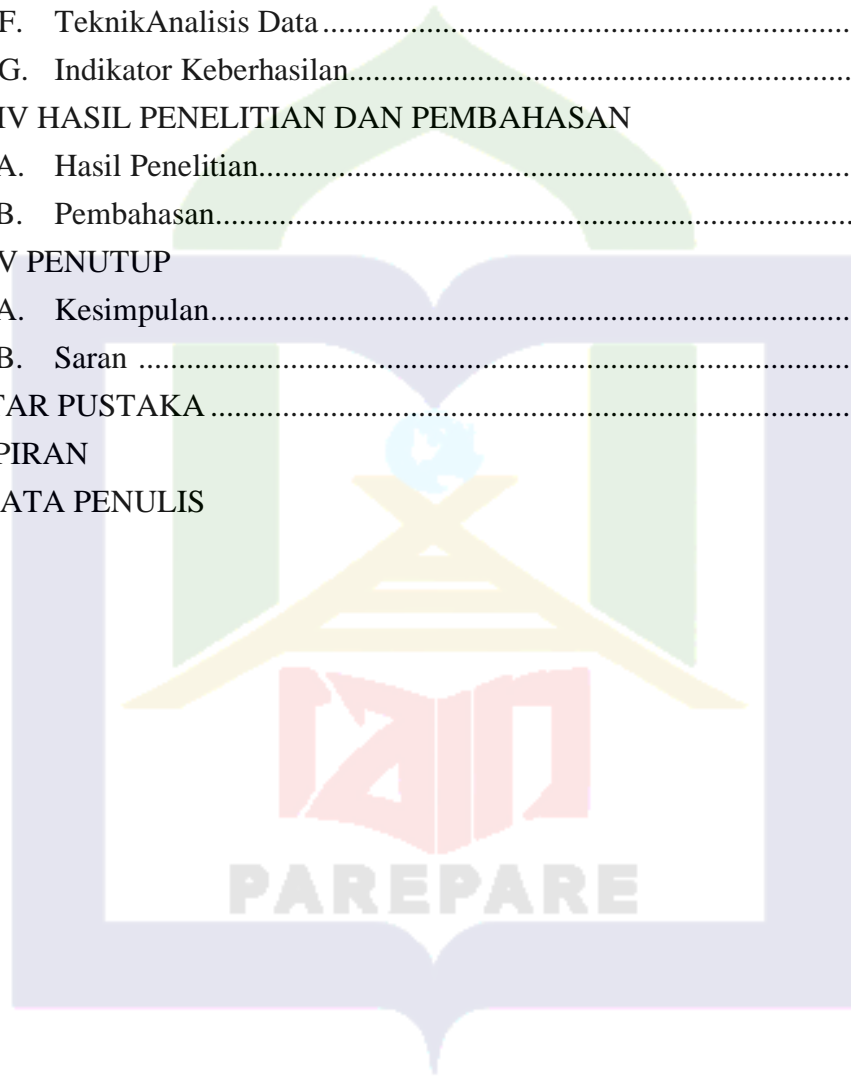 F. TeknikAnalisis Data....................................................................
G. Indikator Keberhasilan...............................................................
IV HASIL PENELITIAN DAN PEMBAHASAN
A. Hasil Penelitian..........................................................................
B. Pembahasan................................................................................
V PENUTUP
A. Kesimpulan................................................................................
B. Saran ..........................................................................................
TAR PUSTAKA ................................................................................
PIRAN
ATA PENULIS
PAREPARE